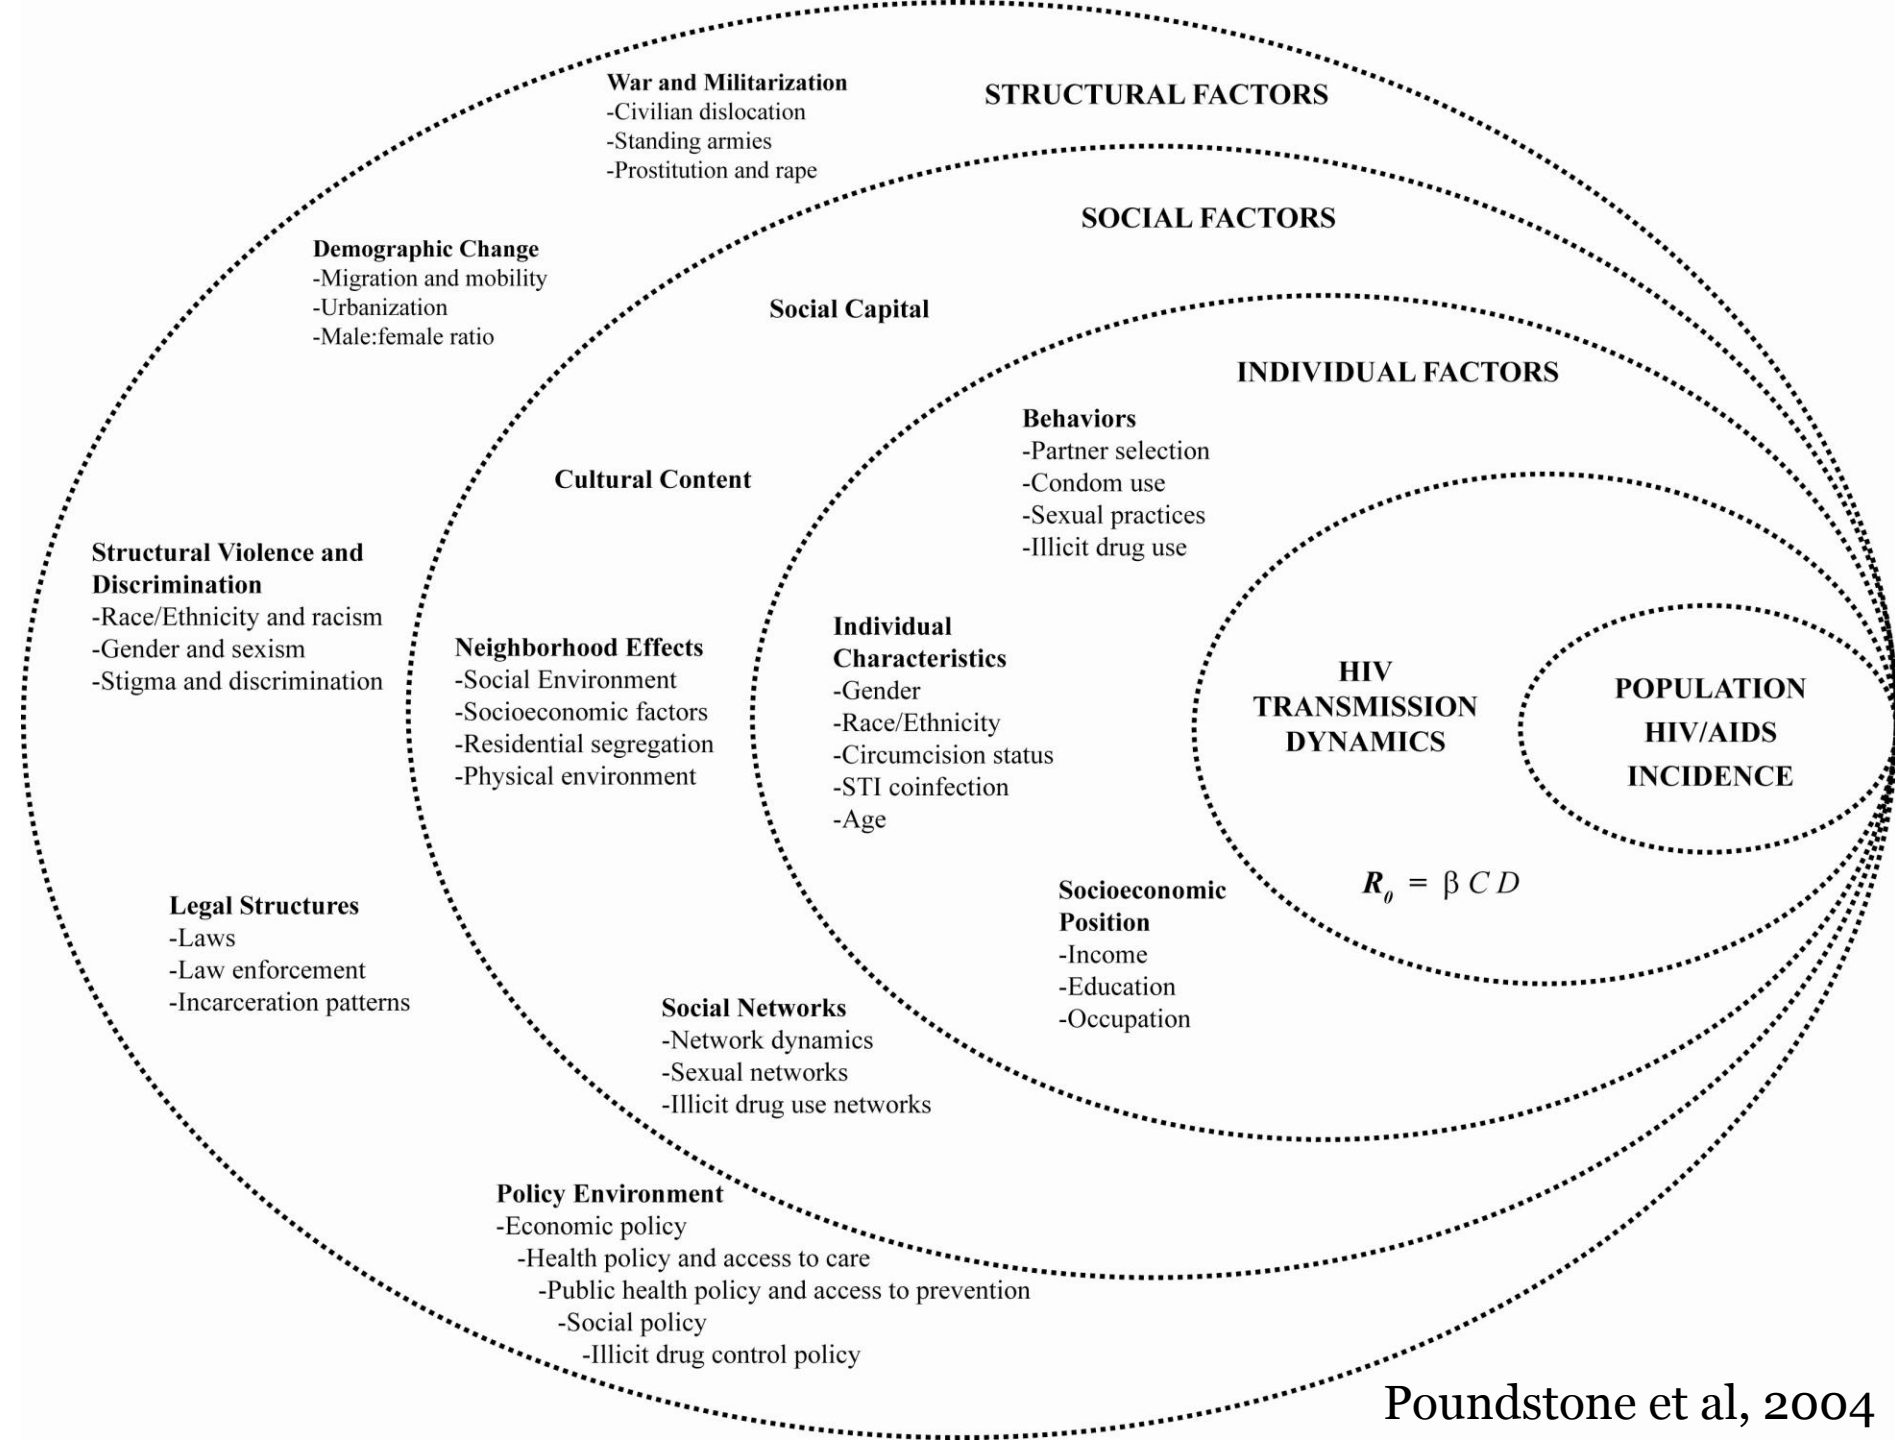 STRUCTURAL FACTORS
War and Militarization
-Civilian dislocation
-Standing armies
-Prostitution and rape
Demographic Change
-Migration and mobility
-Urbanization
-Male:female ratio
Structural Violence and
Discrimination
-Race/Ethnicity and racism
-Gender and sexism
-Stigma and discrimination
Legal Structures
-Laws
-Law enforcement
-Incarceration patterns
Policy Environment
-Economic policy
-Health policy and access to care
-Public health policy and access to prevention
-Social policy
-Illicit drug control policy
SOCIAL FACTORS
Social Capital
Cultural Content
Neighborhood Effects
-Social Environment
-Socioeconomic factors
-Residential segregation
-Physical environment
Social Networks
-Network dynamics
-Sexual networks
-Illicit drug use networks
INDIVIDUAL FACTORS
Behaviors
-Partner selection
-Condom use
-Sexual practices
-Illicit drug use
Individual
Characteristics
-Gender
-Race/Ethnicity
-Circumcision status
-STI coinfection
-Age
Socioeconomic
Position
-Income
-Education
-Occupation
HIV
TRANSMISSION
DYNAMICS
R₀ = β C D
POPULATION
HIV/AIDS
INCIDENCE
Poundstone et al, 2004